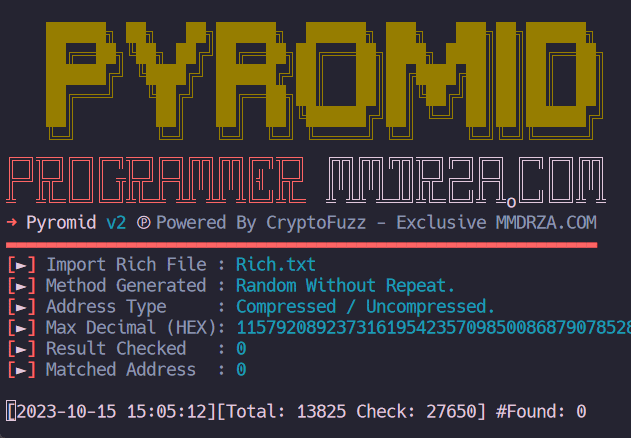 PYROMID
PROGRAMMER MMDRZA.COM
➜ Pyromid v2 ℗ Powered By CryptoFuzz - Exclusive MMDRZA.COM
[►] Import Rich File : Rich.txt
[►] Method Generated : Random Without Repeat.
[►] Address Type : Compressed / Uncompressed.
[►] Max Decimal (HEX): 1157920892373161954235709850086879078528
[►] Result Checked : 0
[►] Matched Address : 0
[2023-10-15 15:05:12][Total: 13825 Check: 27650] #Found: 0